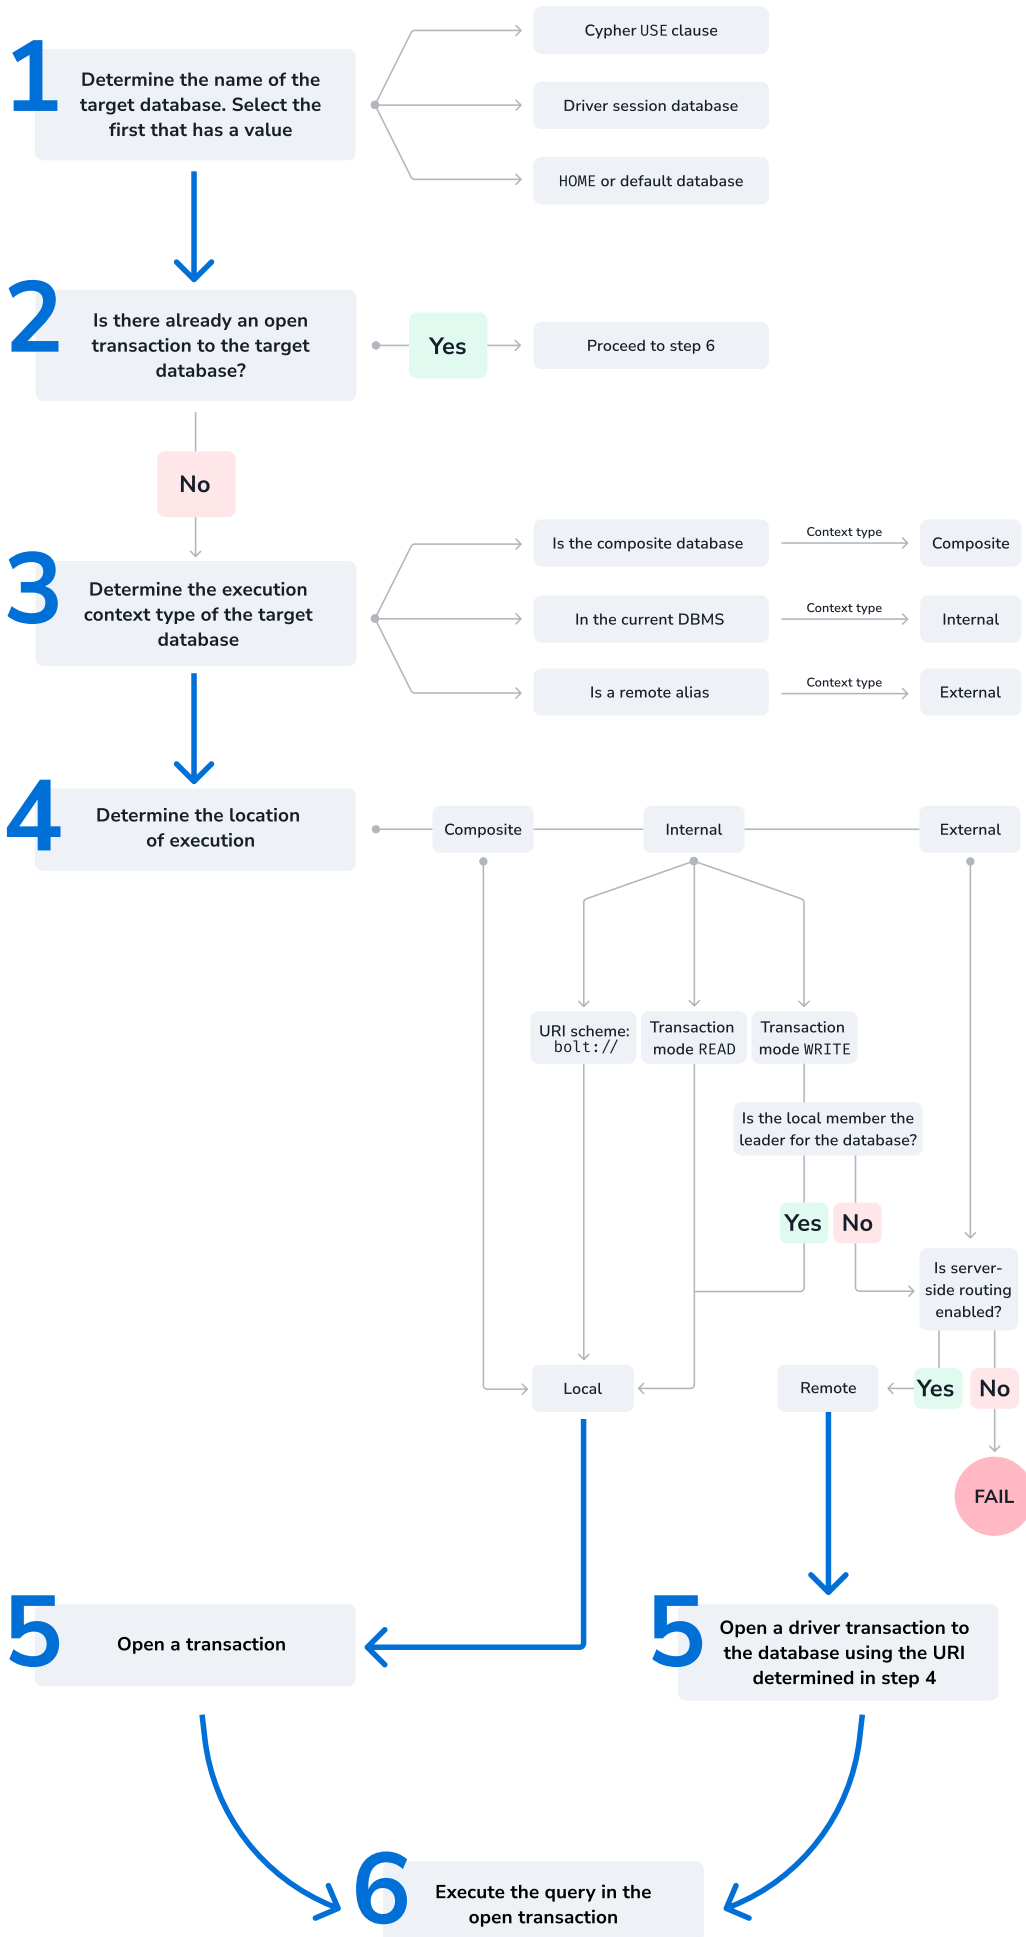 1
Determine the name of the
target database. Select the
first that has a value
Cypher USE clause
Driver session database
HOME or default database
2
Is there already an open
transaction to the target
database?
Yes
Proceed to step 6
No
3
Determine the execution
context type of the target
database
Is the composite database
Context type
Composite
In the current DBMS
Context type
Internal
Is a remote alias
Context type
External
4
Determine the location
of execution
Composite
Internal
External
URI scheme:
bolt://
Transaction
mode READ
Transaction
mode WRITE
Is the local member the
leader for the database?
Yes
No
Is server-
side routing
enabled?
Local
Remote
Yes
No
FAIL
5
Open a transaction
5
Open a driver transaction to
the database using the URI
determined in step 4
6
Execute the query in the
open transaction